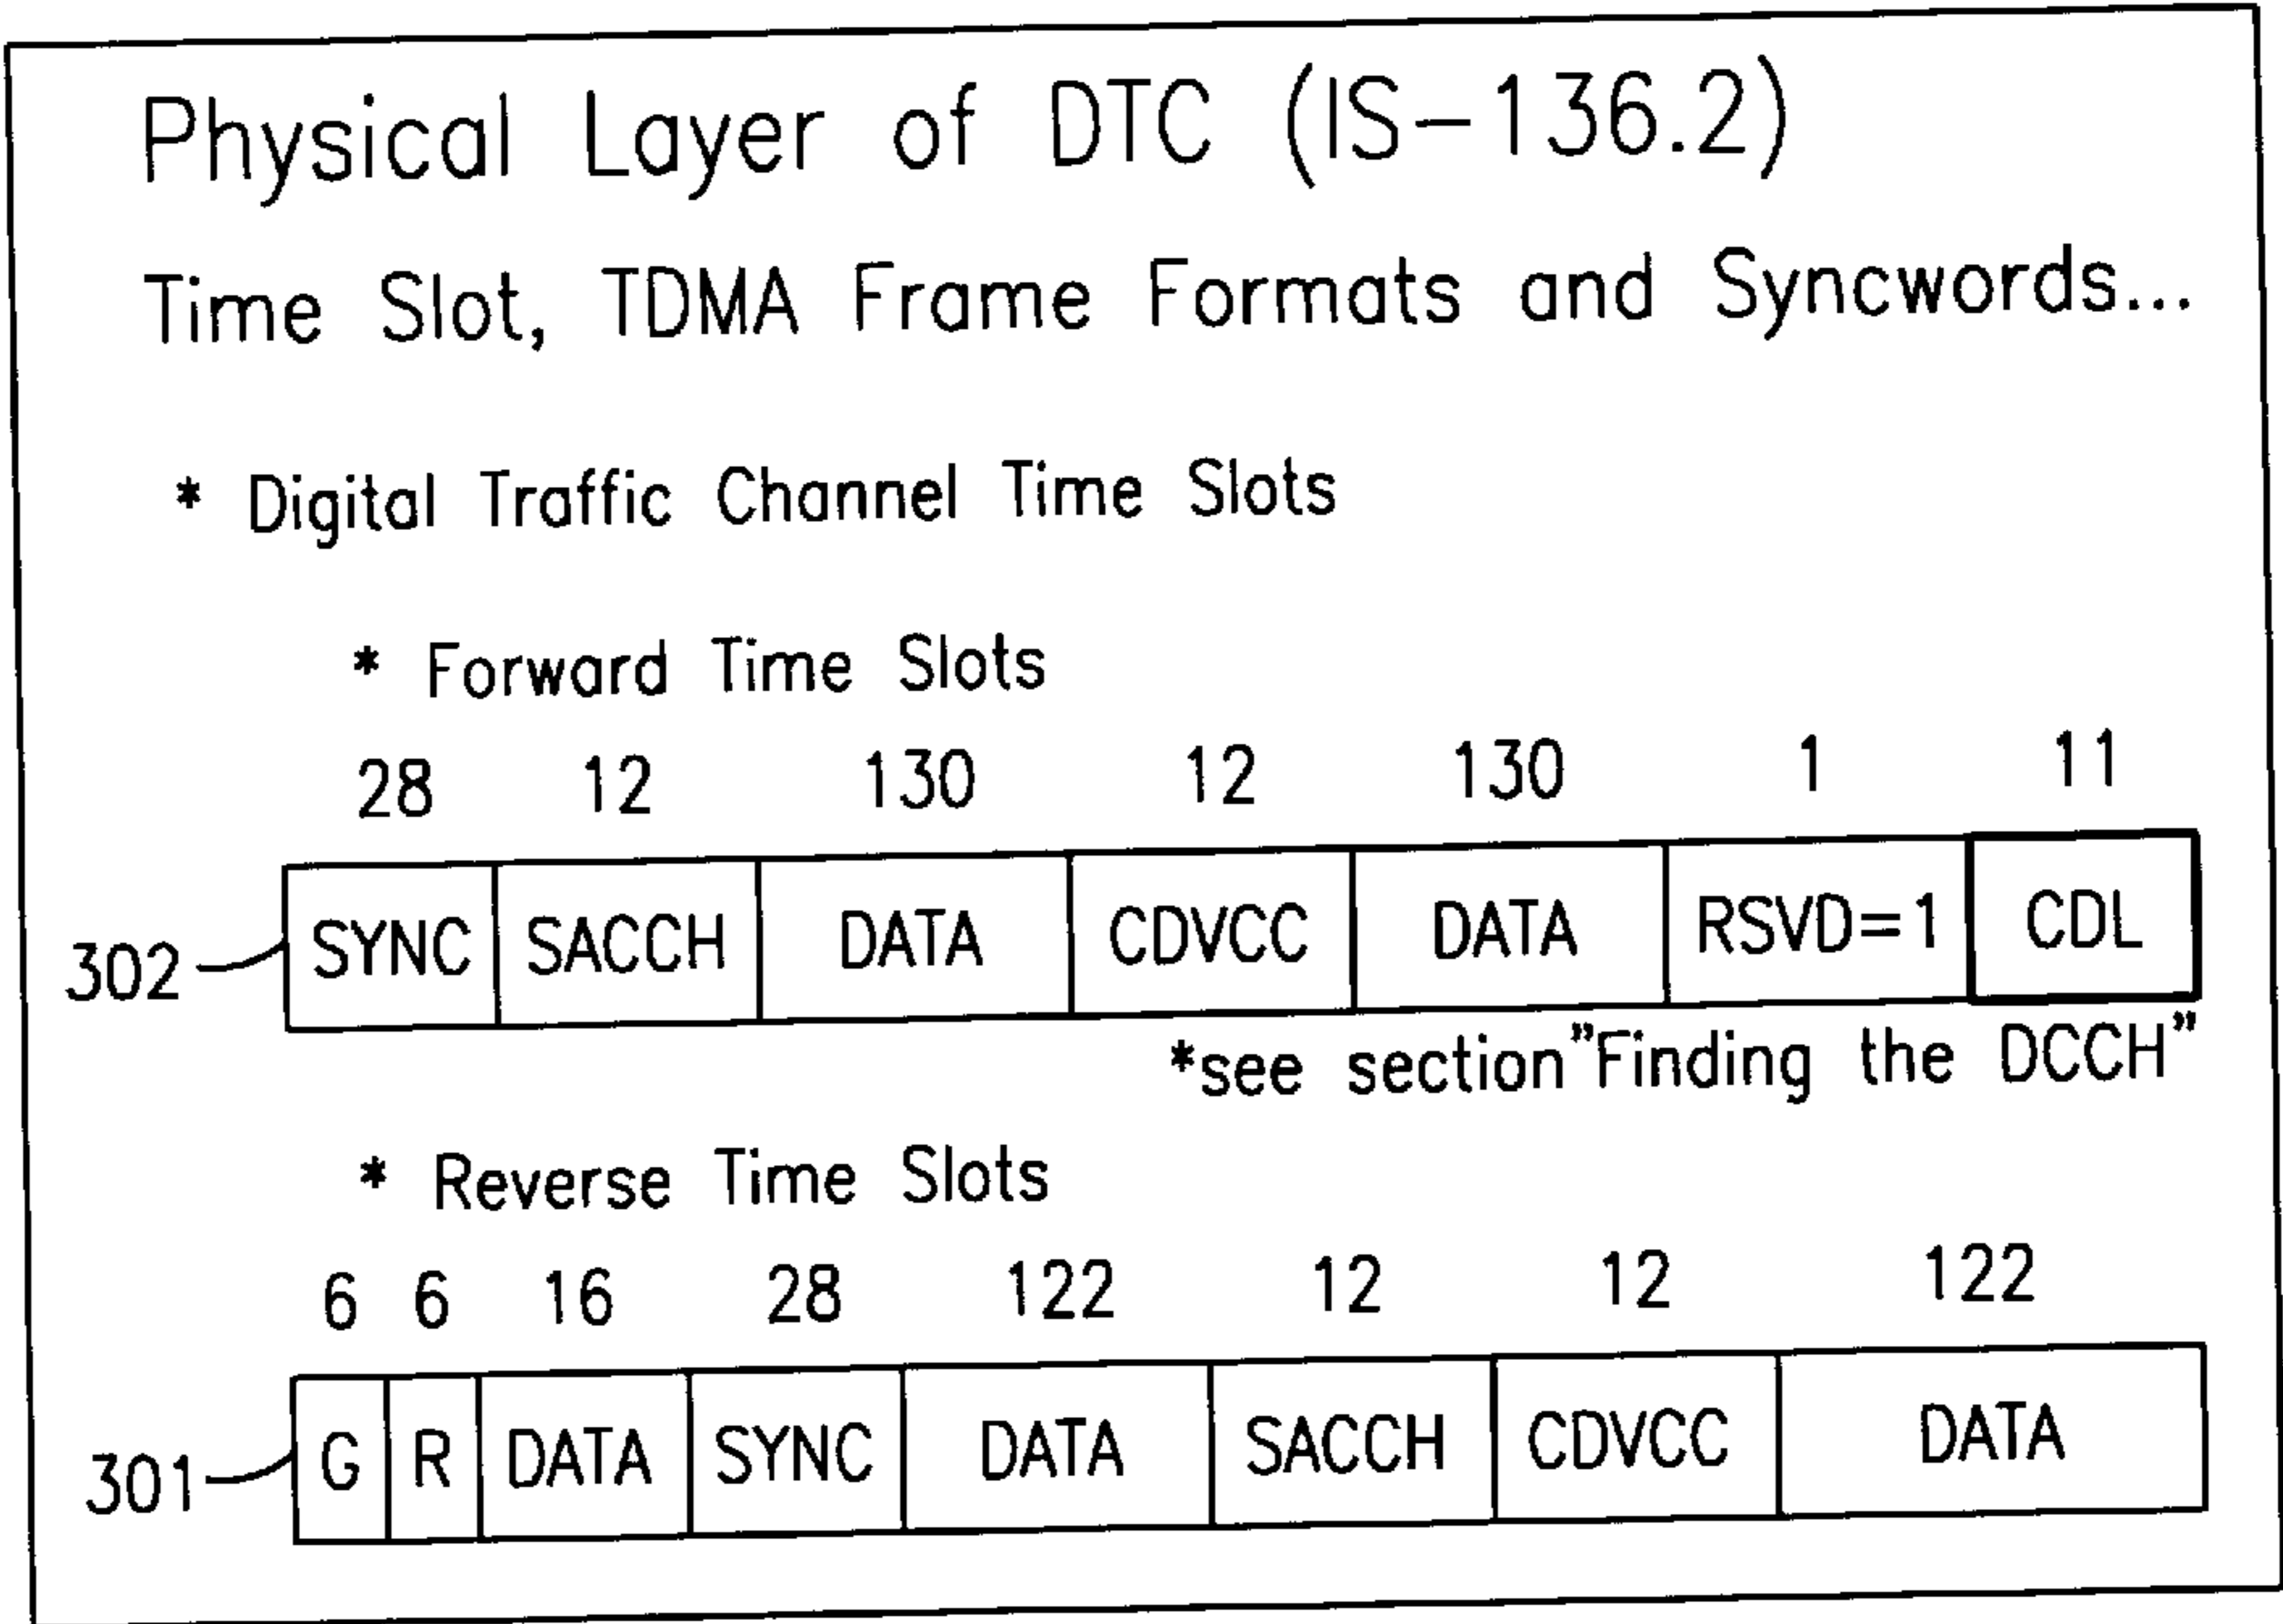 Physical Layer of DTC (IS-136.2)
Time Slot, TDMA Frame Formats and Syncwords...
* Digital Traffic Channel Time Slots
* Forward Time Slots
28 12 130 12 130 1 11
302 SYNC SACCH DATA CDVCC DATA RSVD=1 CDL
*see section "Finding the DCCH"
* Reverse Time Slots
6 6 16 28 122 12 12 122
301 G R DATA SYNC DATA SACCH CDVCC DATA